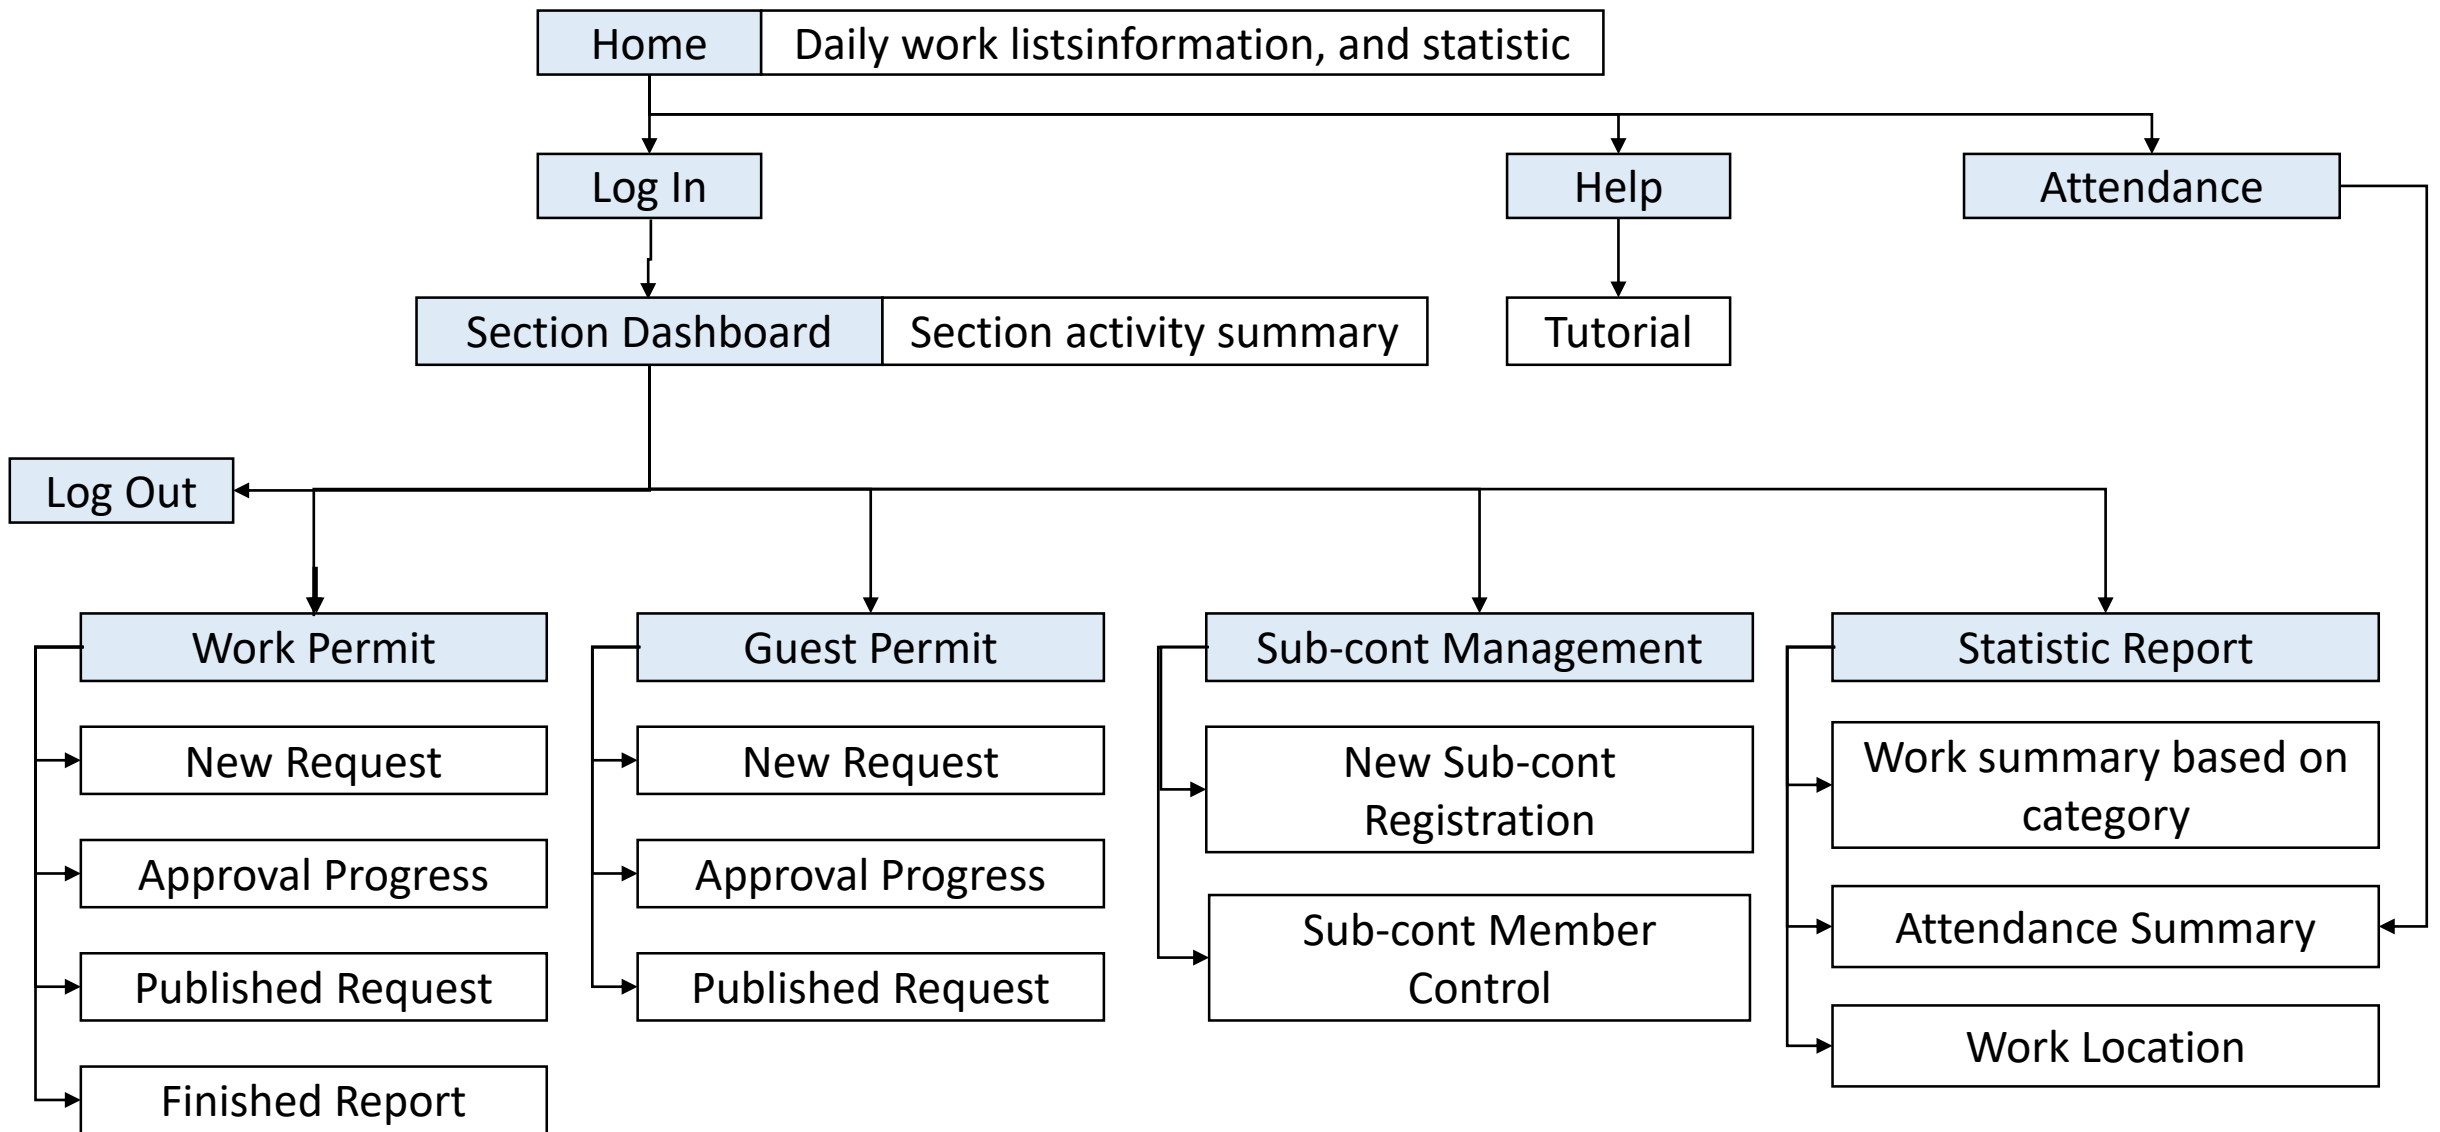 Home
Daily work listsinformation, and statistic
Log In
Help
Attendance
Section Dashboard
Section activity summary
Tutorial
Log Out
Work Permit
New Request
Approval Progress
Published Request
Finished Report
Guest Permit
New Request
Approval Progress
Published Request
Sub-cont Management
New Sub-cont
Registration
Sub-cont Member
Control
Statistic Report
Work summary based on
category
Attendance Summary
Work Location